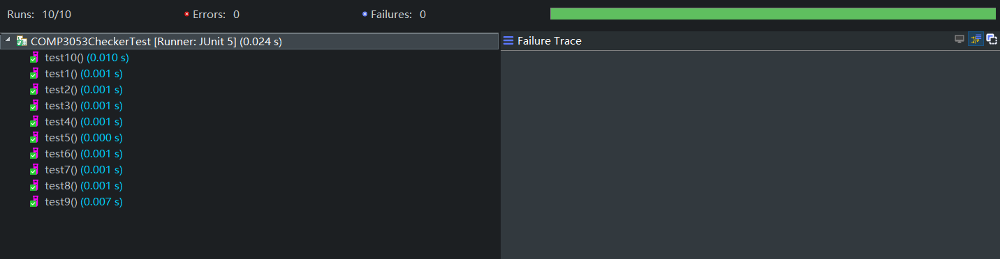 Runs: 10/10 Errors: 0 Failures: 0
COMP3053CheckerTest [Runner: JUnit 5] (0.024 s)
test10() (0.010 s)
test1() (0.001 s)
test2() (0.001 s)
test3() (0.001 s)
test4() (0.001 s)
test5() (0.000 s)
test6() (0.001 s)
test7() (0.001 s)
test8() (0.001 s)
test9() (0.007 s)
Failure Trace